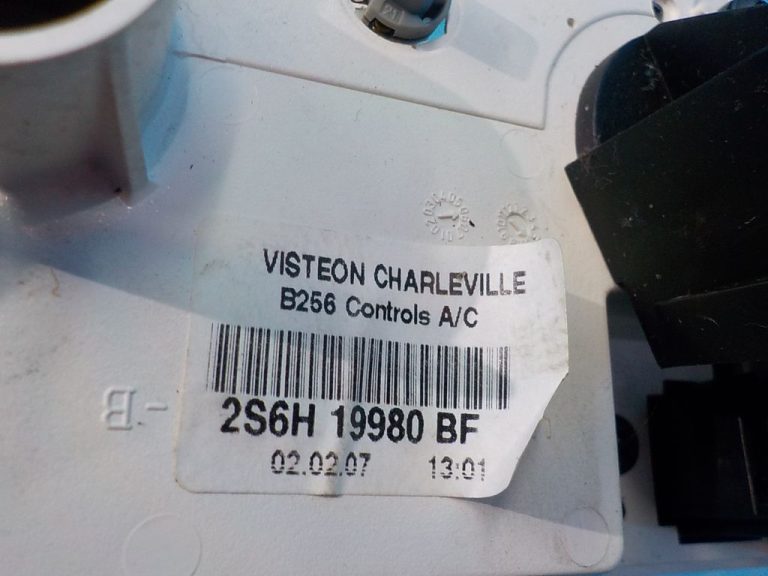 VISTEON CHARLEVILLE
B256 Controls A/C
2S6H 19980 BF
02.02.07 13:01
-B